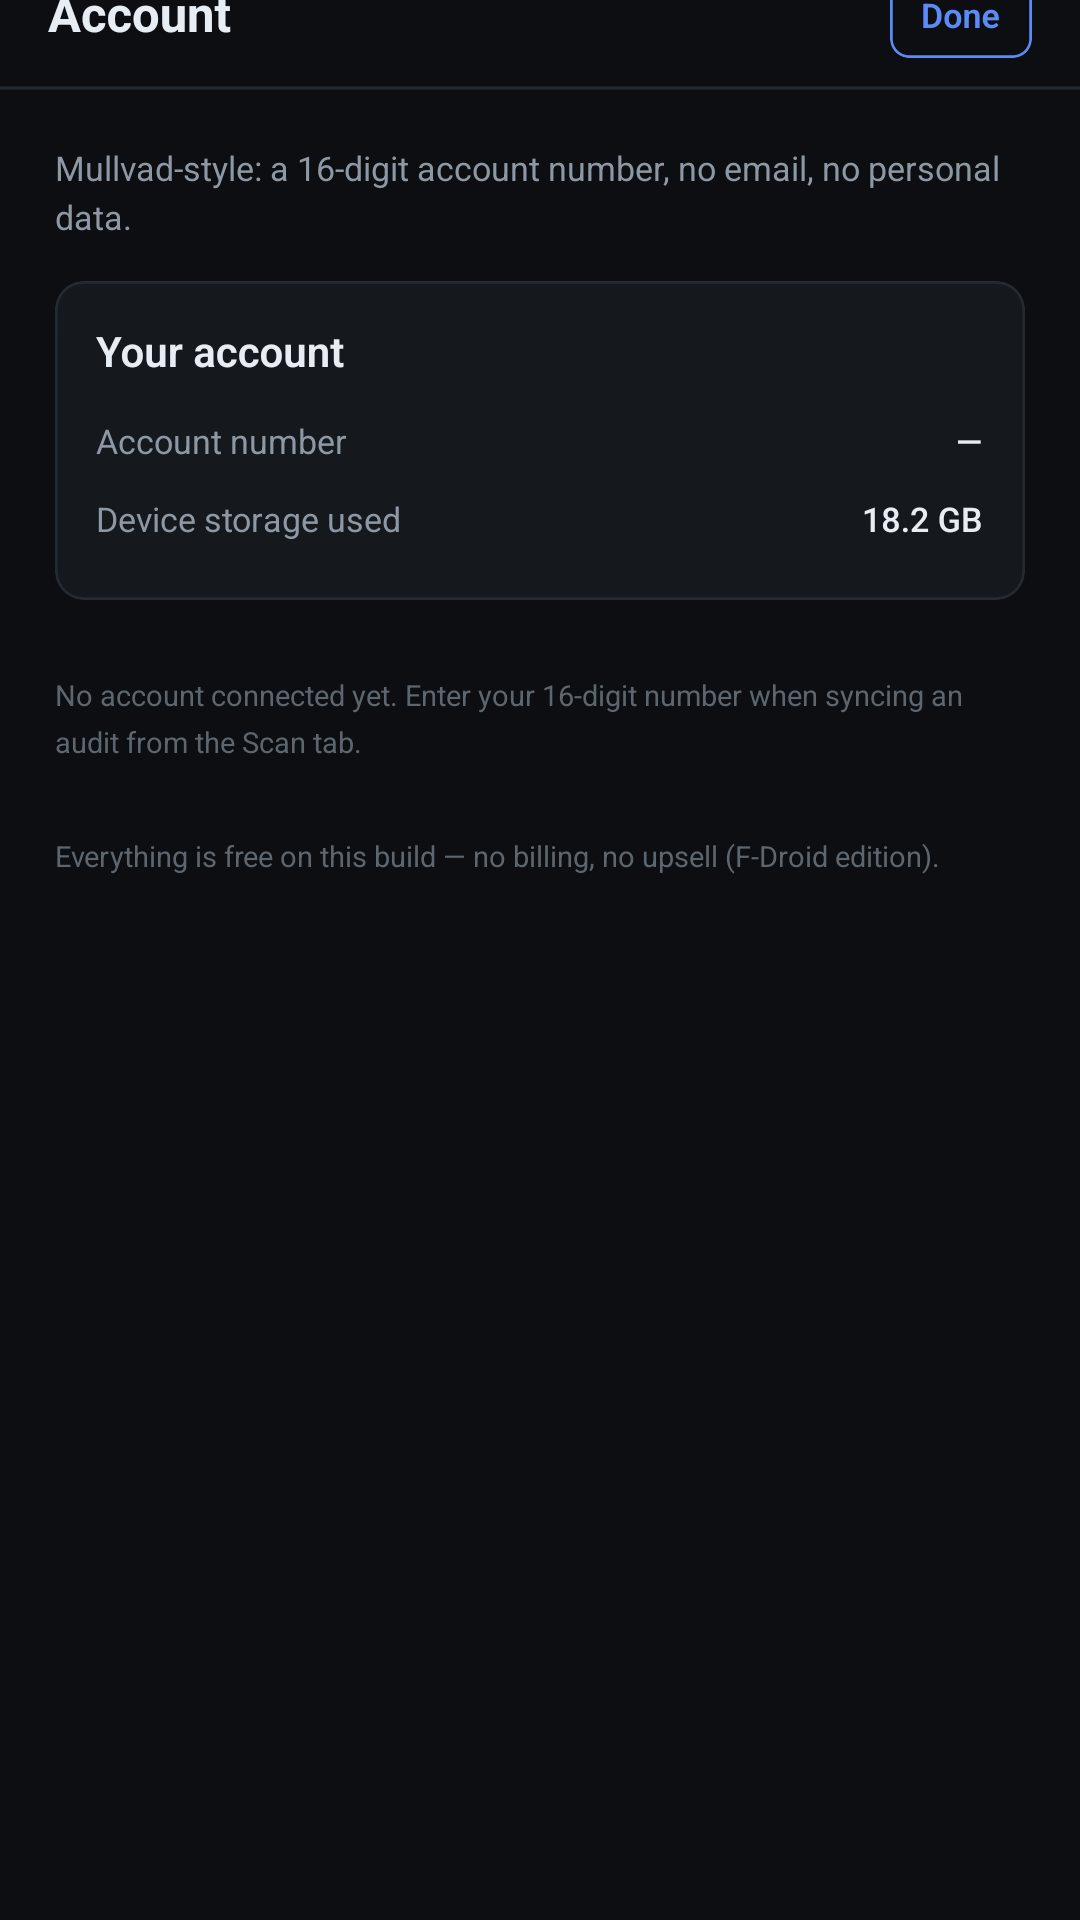 Account
Done
Mullvad-style: a 16-digit account number, no email, no personal
data.
Your account
Account number
—
Device storage used
18.2 GB
No account connected yet. Enter your 16-digit number when syncing an
audit from the Scan tab.
Everything is free on this build — no billing, no upsell (F-Droid edition).